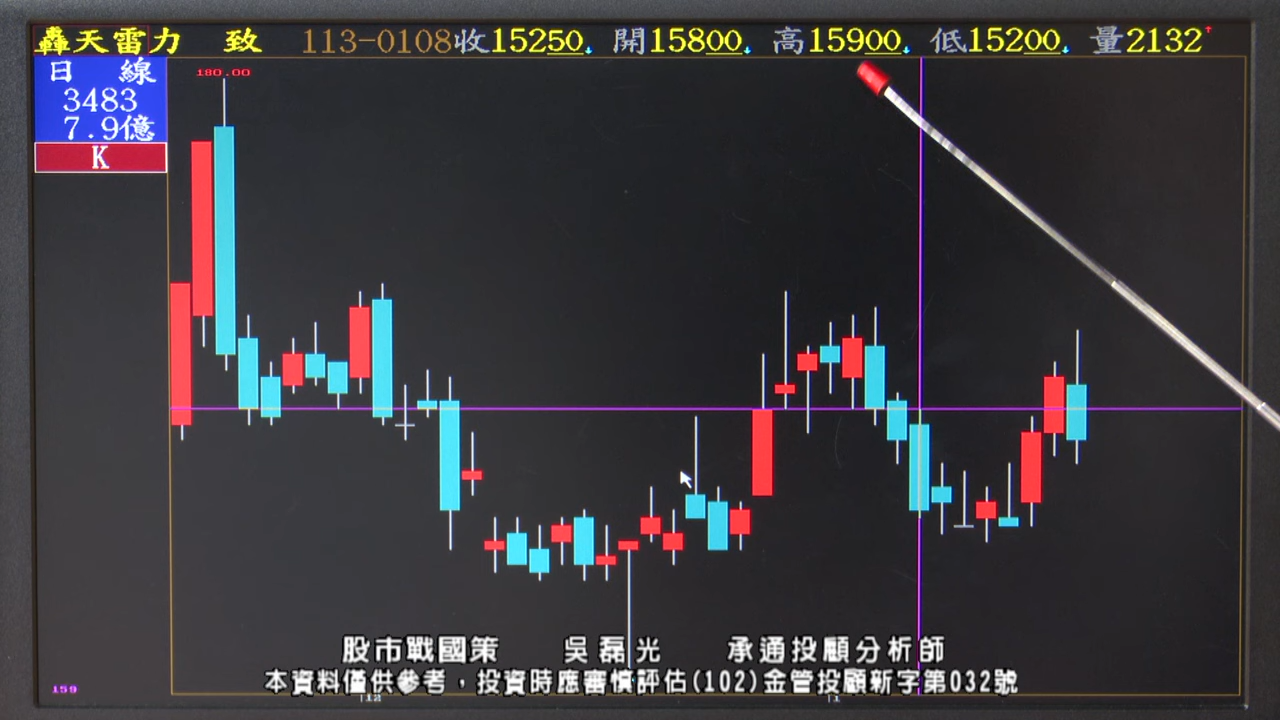 轟天雷力 致 113-0108收15250↓ 開15800↓ 高15900↓ 低15200↓ 量2132↑
日 線
3483
7.9億
K
180.00
股市戰國策 吳磊光 承通投顧分析師
本資料僅供參考，投資時應審慎評估(102)金管投顧新字第032號
159
12 1